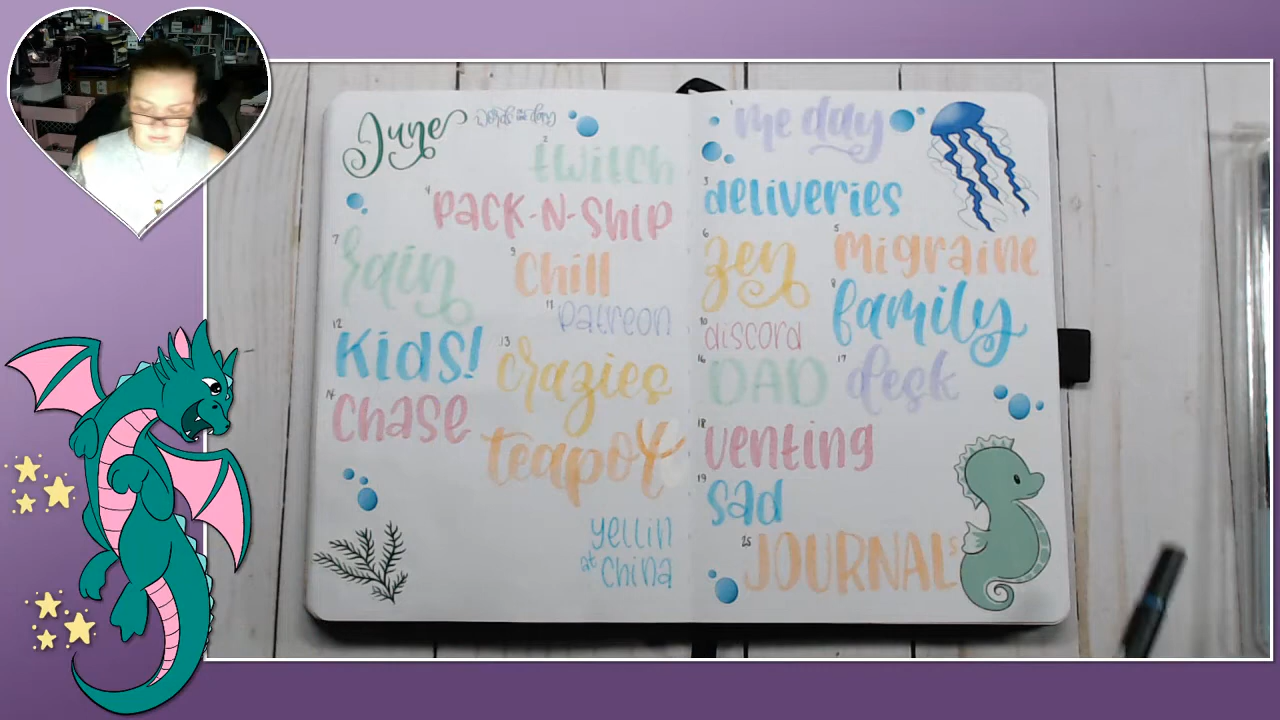 June words of the day
2 twitch
4 PACK-N-SHIP
7 rain
9 Chill
11 patreon
12 Kids!
13 crazies
14 Chase
teapot
yellin
at China
1 me day
3 deliveries
6 zen
5 Migraine
8 family
10 discord
16 DAD
17 desk
18 venting
19 sad
25 JOURNALS